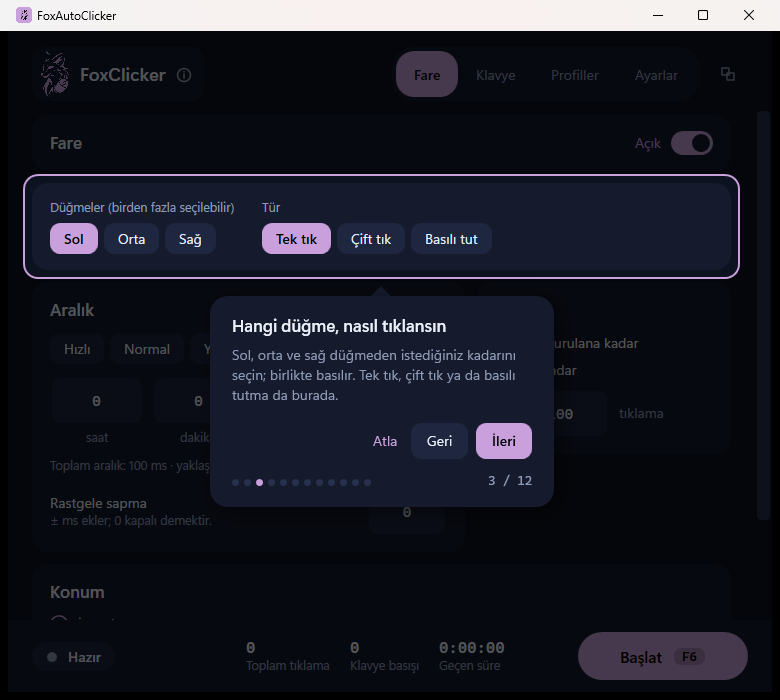 FoxAutoClicker
FoxClicker
Fare
Klavye
Profiller
Ayarlar
Fare
Açık
Düğmeler (birden fazla seçilebilir)
Tür
Sol
Orta
Sağ
Tek tık
Çift tık
Basılı tut
Aralık
Hızlı
Normal
Hangi düğme, nasıl tıklansın
Sol, orta ve sağ düğmeden istediğiniz kadarını
seçin; birlikte basılır. Tek tık, çift tık ya da basılı
tutma da burada.
Atla
Geri
İleri
3 / 12
urulana kadar
adar
00
tıklama
0
0
saat
dakik
Toplam aralık: 100 ms · yaklaş
Rastgele sapma
± ms ekler; 0 kapalı demektir.
0
Konum
Hazır
0
Toplam tıklama
0
Klavye basışı
0:00:00
Geçen süre
Başlat
F6